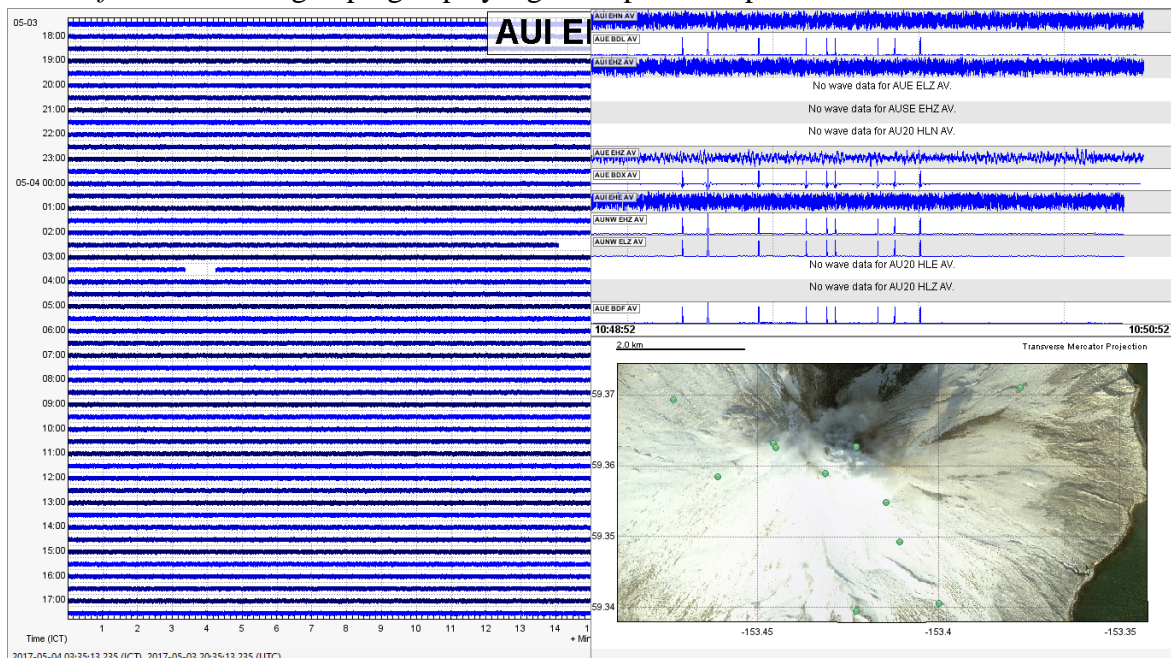 05-03
18:00
19:00
20:00
21:00
22:00
23:00
05-04 00:00
01:00
02:00
03:00
04:00
05:00
06:00
07:00
08:00
09:00
10:00
11:00
12:00
13:00
14:00
15:00
16:00
17:00
1 2 3 4 5 6 7 8 9 10 11 12 13 14
Time (ICT)
2017-05-04 03:35:13.235 (ICT), 2017-05-03 20:35:13.235 (UTC)
AUI
AUI EHN AV
AUE BDL AV
AUI EHZ AV
No wave data for AUE ELZ AV.
No wave data for AUSE EHZ AV.
No wave data for AU20 HLN AV.
AUE EHZ AV
AUE BDX AV
AUI EHE AV
AUNW EHZ AV
AUNW ELZ AV
No wave data for AU20 HLE AV.
No wave data for AU20 HLZ AV.
AUE BDF AV
10:48:52 10:50:52
2.0 km Transverse Mercator Projection
59.37
59.36
59.35
59.34
-153.45 -153.4 -153.35